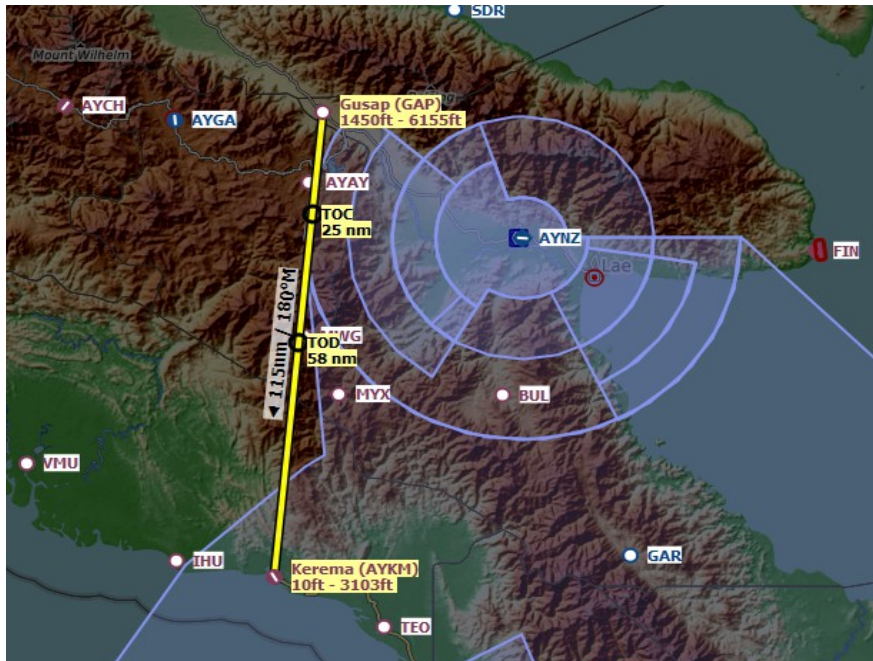 SDR
Mount Wilhelm
AYCH
AYGA
Gusap (GAP)
1450ft - 6155ft
AYAY
TOC
25 nm
AYNZ
FIN
Lae
115nm / 180°M
TOD
58 nm
MYX
BUL
VMU
IHU
GAR
Kerema (AYKM)
10ft - 3103ft
TEO